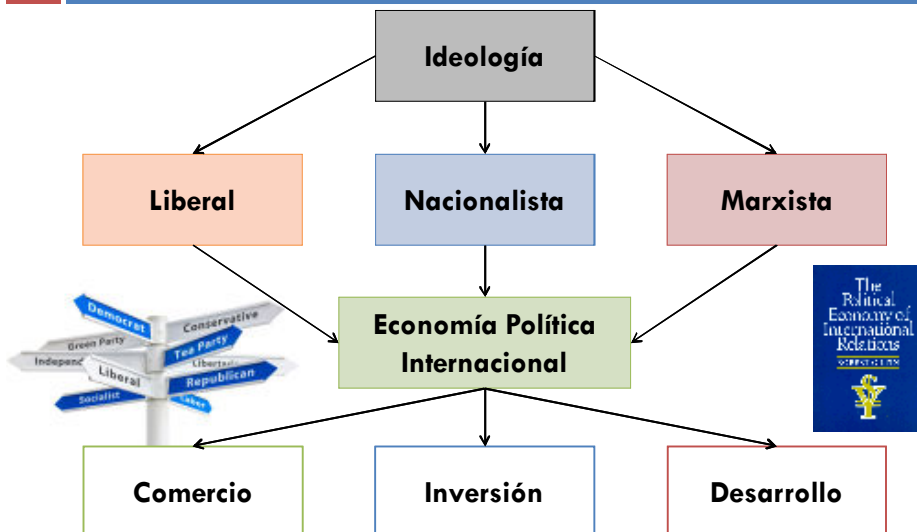 Ideología
Liberal
Nacionalista
Marxista
Democrat
Conservative
Green Party
Tea Party
Liberal
Republican
Socialist
Labor
The
Political
Economy of
International
Relations
Economía Política
Internacional
Comercio
Inversión
Desarrollo